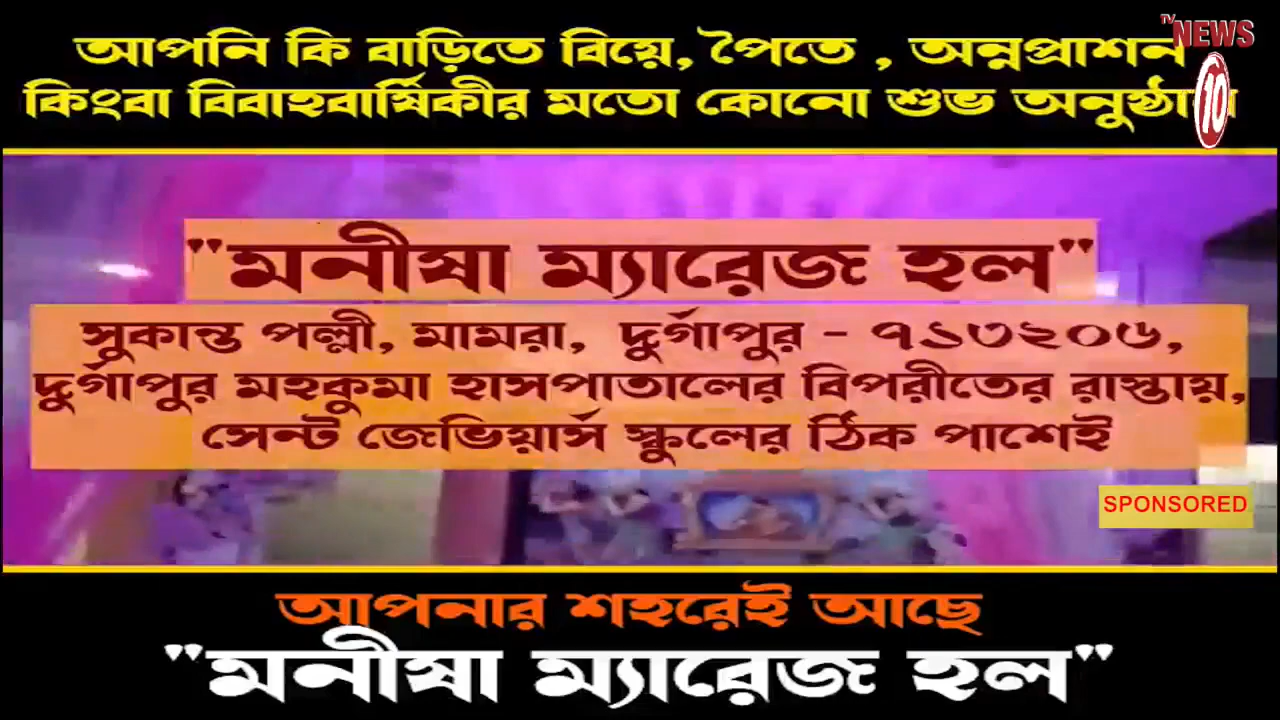 আপনি কি বাড়িতে বিয়ে, পৈতে , অন্নপ্রাশন
TV NEWS
10
কিংবা বিবাহবার্ষিকীর মতো কোনো শুভ
"মনীষা ম্যারেজ হল"
সুকান্ত পল্লী, মামরা, দুর্গাপুর - ৭১৩২০৬,
দুর্গাপুর মহকুমা হাসপাতালের বিপরীতের রাস্তায়,
সেন্ট জেভিয়ার্স স্কুলের ঠিক পাশেই
SPONSORED
আপনার শহরেই আছে
"মনীষা ম্যারেজ হল"